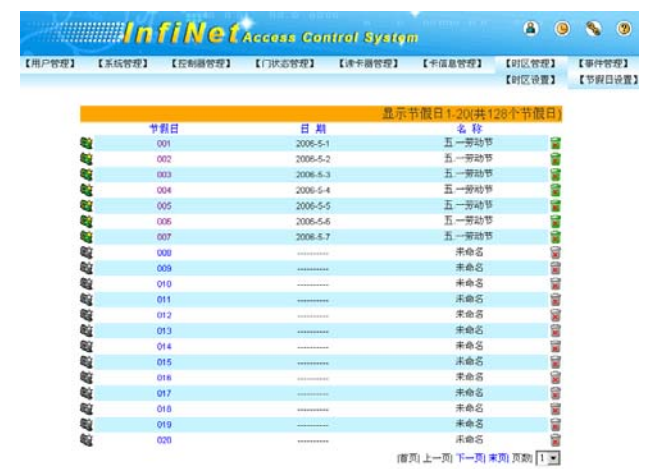 InfiNet Access Control System
【用户管理】 【系统管理】 【控制器管理】 【门状态管理】 【读卡器管理】 【卡信息管理】 【时区管理】 【事件管理】
【时区设置】 【节假日设置】
显示节假日1-20(共128个节假日)
节假日 日 期 名 称
001 2006-5-1 五.一劳动节
002 2006-5-2 五.一劳动节
003 2006-5-3 五.一劳动节
004 2006-5-4 五.一劳动节
005 2006-5-5 五.一劳动节
006 2006-5-6 五.一劳动节
007 2006-5-7 五.一劳动节
008 ---------- 未命名
009 ---------- 未命名
010 ---------- 未命名
011 ---------- 未命名
012 ---------- 未命名
013 ---------- 未命名
014 ---------- 未命名
015 ---------- 未命名
016 ---------- 未命名
017 ---------- 未命名
018 ---------- 未命名
019 ---------- 未命名
020 ---------- 未命名
|首页| 上一页| 下一页| 末页| 页数| 1